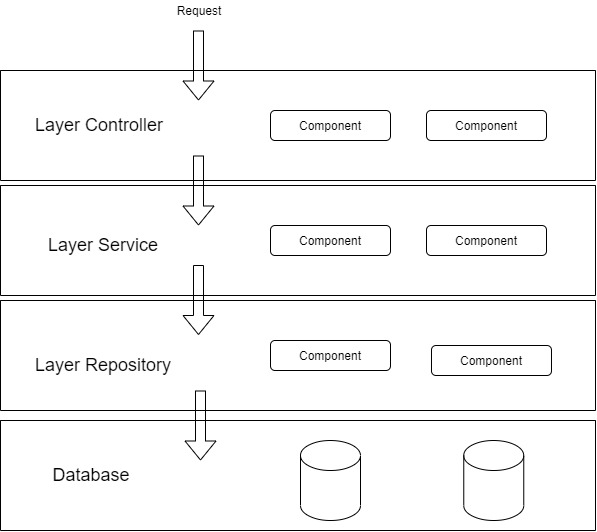 Request
Layer Controller
Component
Component
Layer Service
Component
Component
Layer Repository
Component
Component
Database